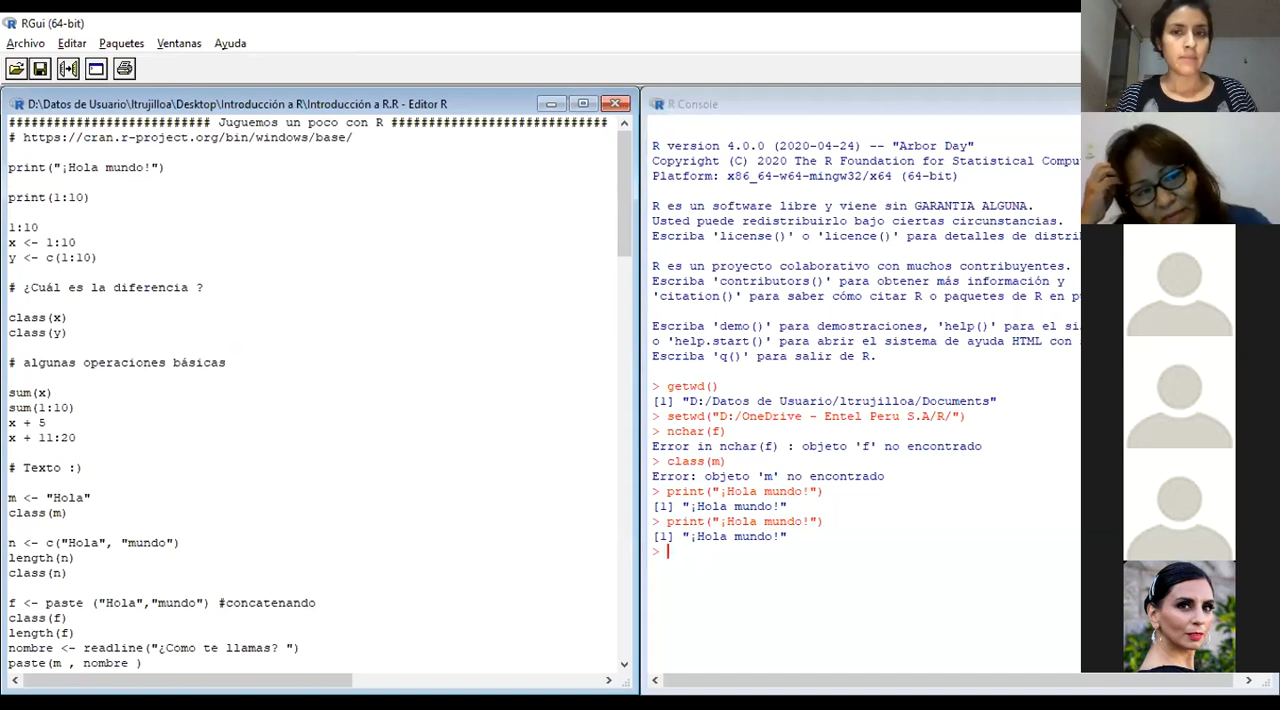 RGui (64-bit)
Archivo Editar Paquetes Ventanas Ayuda
D:\Datos de Usuario\ltrujilloa\Desktop\Introducción a R\Introducción a R.R - Editor R
########################### Juguemos un poco con R #############################
# https://cran.r-project.org/bin/windows/base/
print("¡Hola mundo!")
print(1:10)
1:10
x <- 1:10
y <- c(1:10)
# ¿Cuál es la diferencia ?
class(x)
class(y)
# algunas operaciones básicas
sum(x)
sum(1:10)
x + 5
x + 11:20
# Texto :)
m <- "Hola"
class(m)
n <- c("Hola", "mundo")
length(n)
class(n)
f <- paste ("Hola","mundo") #concatenando
class(f)
length(f)
nombre <- readline("¿Como te llamas? ")
paste(m , nombre )
R Console
R version 4.0.0 (2020-04-24) -- "Arbor Day"
Copyright (C) 2020 The R Foundation for Statistical Compu
Platform: x86_64-w64-mingw32/x64 (64-bit)
R es un software libre y viene sin GARANTIA ALGUNA.
Usted puede redistribuirlo bajo ciertas circunstancias.
Escriba 'license()' o 'licence()' para detalles de distri
R es un proyecto colaborativo con muchos contribuyentes.
Escriba 'contributors()' para obtener más información y
'citation()' para saber cómo citar R o paquetes de R en p
Escriba 'demo()' para demostraciones, 'help()' para el si
o 'help.start()' para abrir el sistema de ayuda HTML con
Escriba 'q()' para salir de R.
> getwd()
[1] "D:/Datos de Usuario/ltrujilloa/Documents"
> setwd("D:/OneDrive - Entel Peru S.A/R/")
> nchar(f)
Error in nchar(f) : objeto 'f' no encontrado
> class(m)
Error: objeto 'm' no encontrado
> print("¡Hola mundo!")
[1] "¡Hola mundo!"
> print("¡Hola mundo!")
[1] "¡Hola mundo!"
>